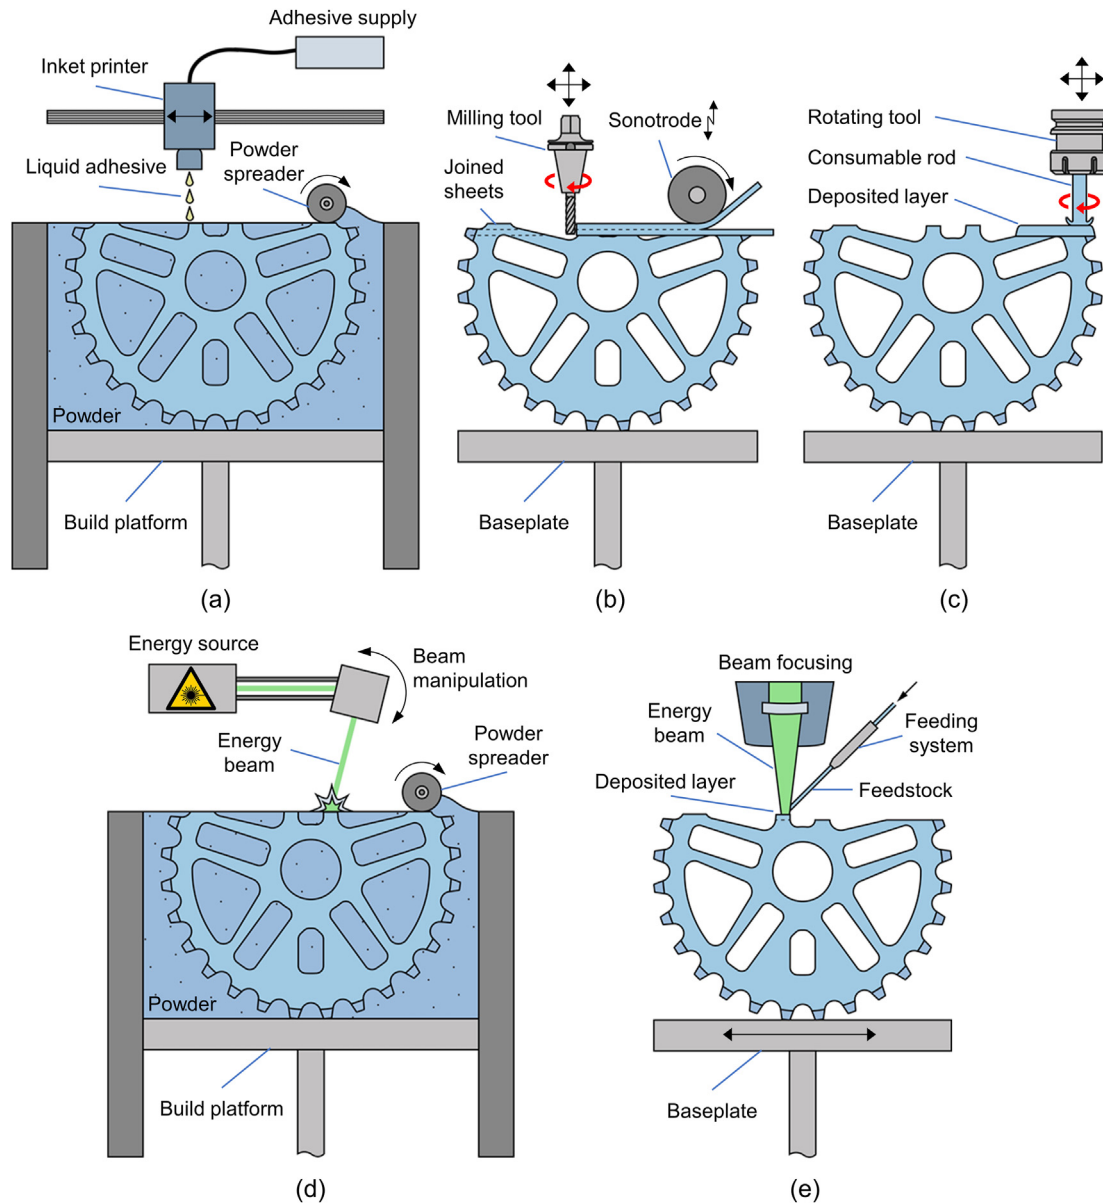 Adhesive supply
Inket printer
Liquid adhesive
Powder
spreader
Powder
Build platform
(a)
Milling tool
Sonotrode
Joined
sheets
Baseplate
(b)
Rotating tool
Consumable rod
Deposited layer
Baseplate
(c)
Energy source
Beam
manipulation
Energy
beam
Powder
spreader
Powder
Build platform
(d)
Beam focusing
Energy
beam
Feeding
system
Deposited layer
Feedstock
Baseplate
(e)